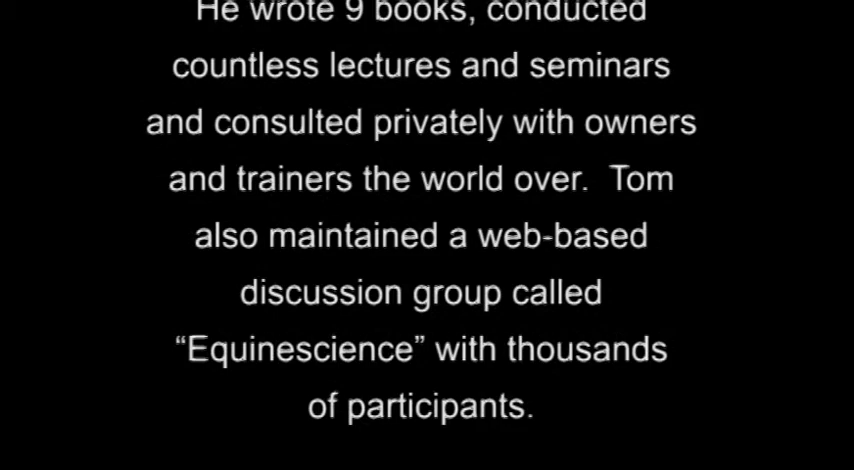 He wrote 9 books, conducted
countless lectures and seminars
and consulted privately with owners
and trainers the world over.  Tom
also maintained a web-based
discussion group called
“Equinescience” with thousands
of participants.